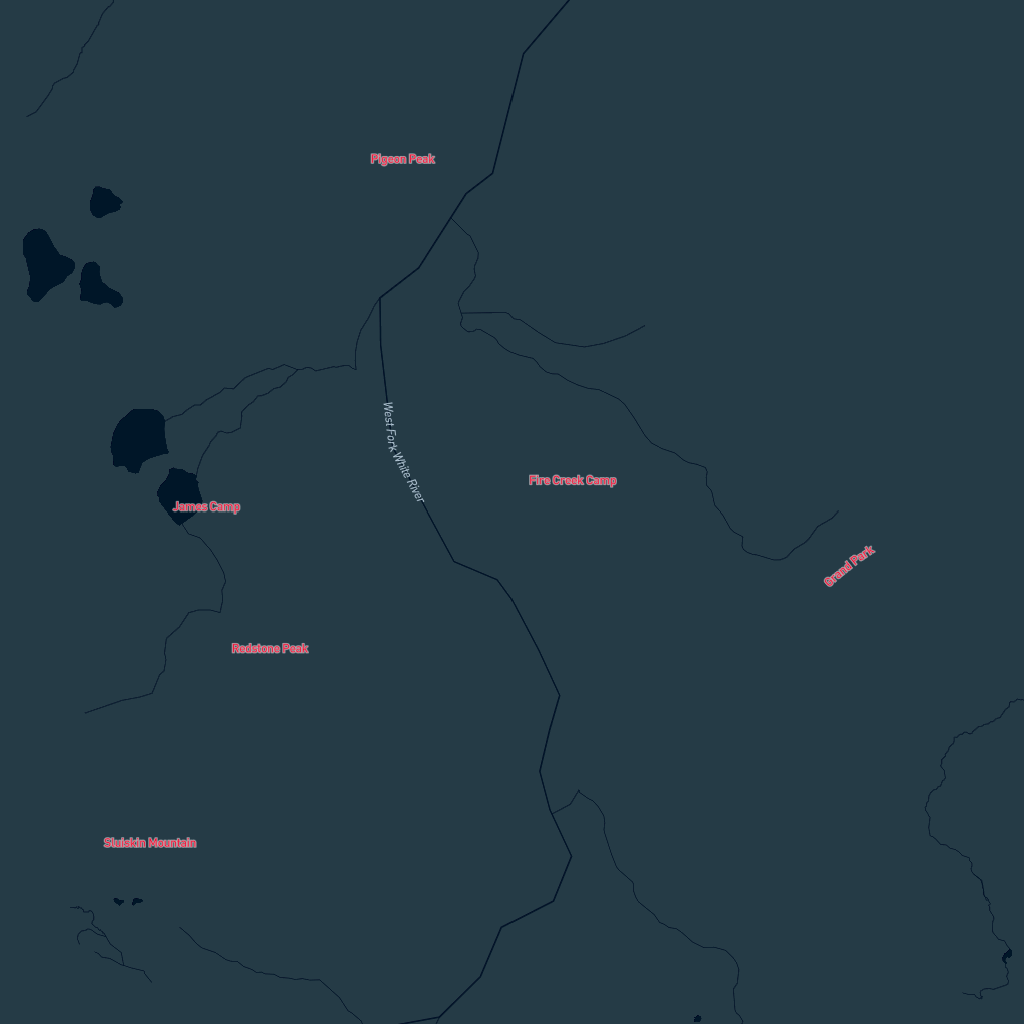 Pigeon Peak
West Fork White River
Fire Creek Camp
James Camp
Grand Park
Redstone Peak
Sluiskin Mountain